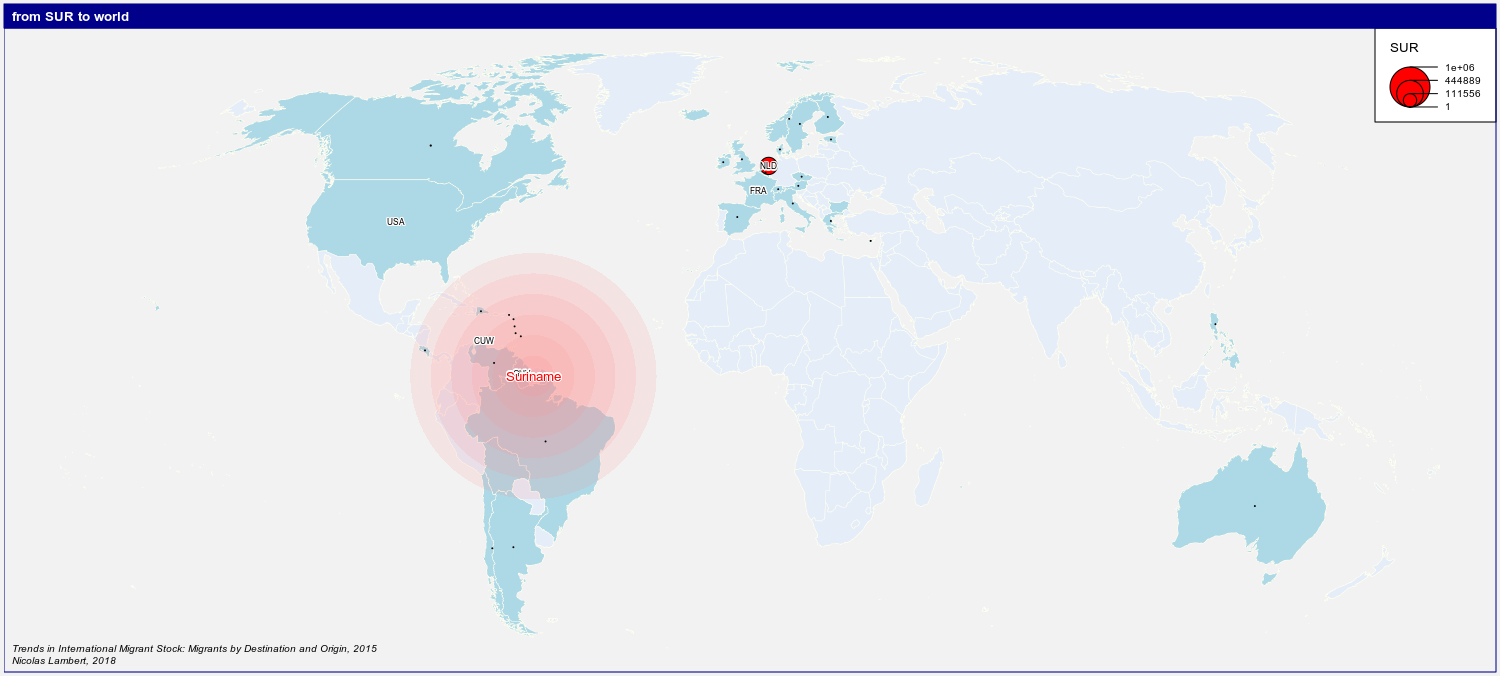 from SUR to world
SUR
1e+06
444889
111556
1
NLD
FRA
USA
CUW
Suriname
Trends in International Migrant Stock: Migrants by Destination and Origin, 2015
Nicolas Lambert, 2018